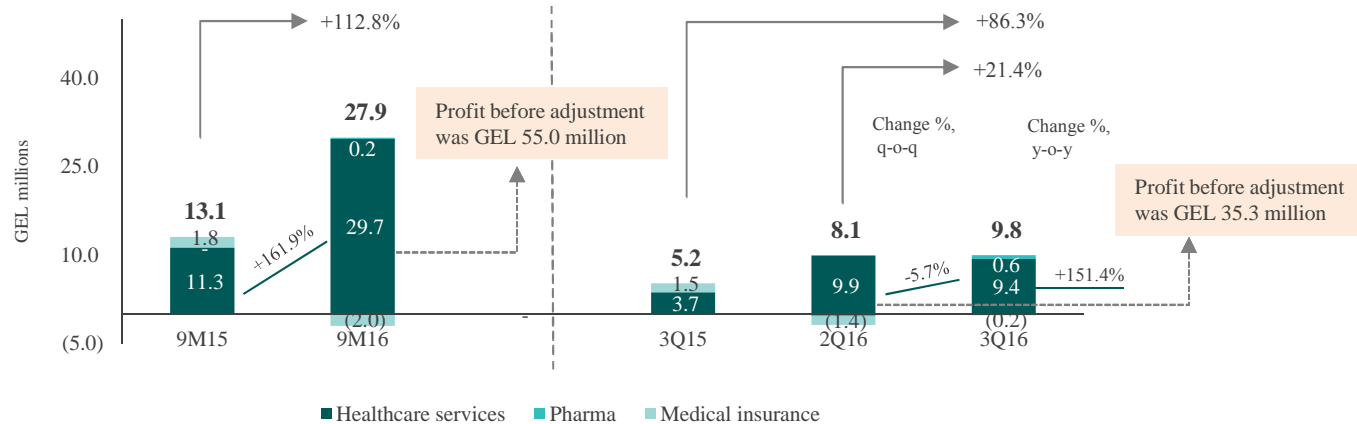 +112.8%
+86.3%
+21.4%
GEL millions
40.0
25.0
10.0
(5.0)
27.9
0.2
29.7
(2.0)
13.1
1.8
-
11.3
+161.9%
Profit before adjustment
was GEL 55.0 million
Change %,
q-o-q
Change %,
y-o-y
Profit before adjustment
was GEL 35.3 million
5.2
1.5
3.7
8.1
9.9
(1.4)
-5.7%
9.8
0.6
9.4
(0.2)
+151.4%
-
9M15
9M16
3Q15
2Q16
3Q16
Healthcare services
Pharma
Medical insurance